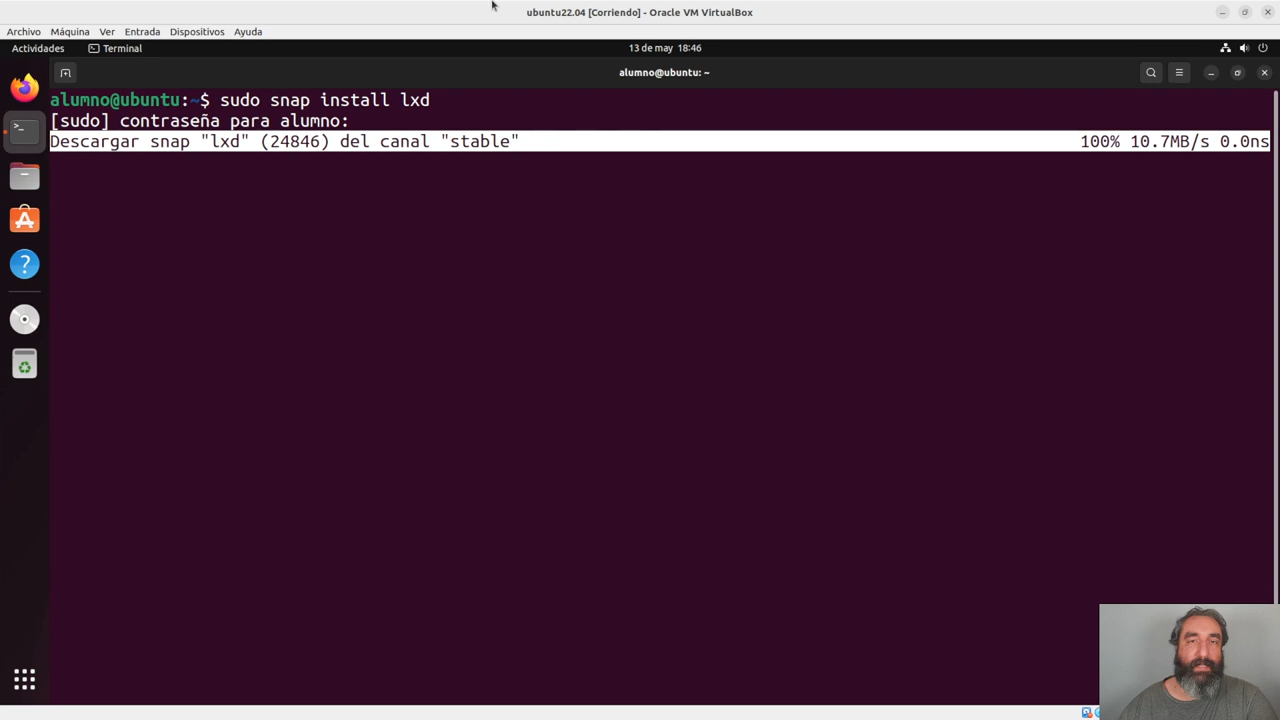 ubuntu22.04 [Corriendo] - Oracle VM VirtualBox
Archivo Máquina Ver Entrada Dispositivos Ayuda
Actividades Terminal 13 de may 18:46
alumno@ubuntu: ~
alumno@ubuntu:~$ sudo snap install lxd
[sudo] contraseña para alumno:
Descargar snap "lxd" (24846) del canal "stable" 100% 10.7MB/s 0.0ns